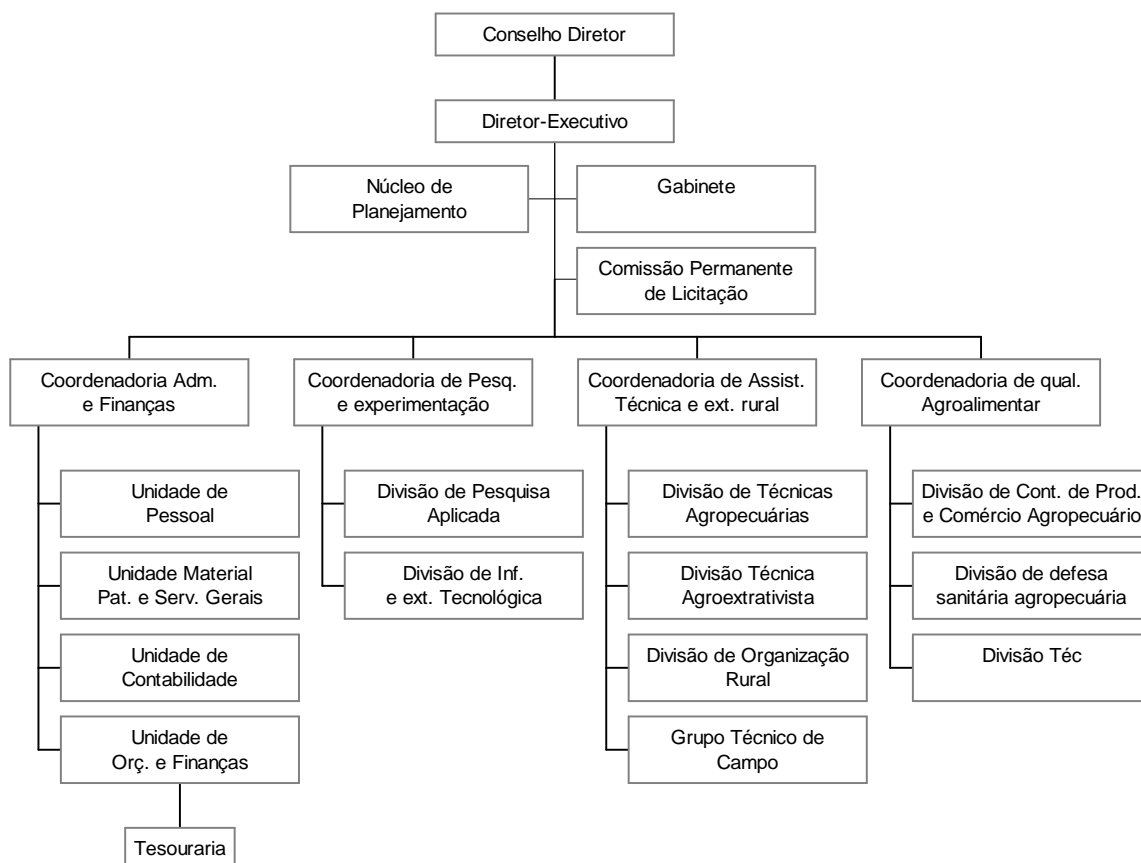 Conselho Diretor
Diretor-Executivo
Núcleo de
Planejamento
Gabinete
Comissão Permanente
de Licitação
Coordenadoria Adm.
e Finanças
Coordenadoria de Pesq.
e experimentação
Coordenadoria de Assist.
Técnica e ext. rural
Coordenadoria de qual.
Agroalimentar
Unidade de
Pessoal
Unidade Material
Pat. e Serv. Gerais
Unidade de
Contabilidade
Unidade de
Orç. e Finanças
Tesouraria
Divisão de Pesquisa
Aplicada
Divisão de Inf.
e ext. Tecnológica
Divisão de Técnicas
Agropecuárias
Divisão Técnica
Agroextrativista
Divisão de Organização
Rural
Grupo Técnico de
Campo
Divisão de Cont. de Prod.
e Comércio Agropecuário
Divisão de defesa
sanitária agropecuária
Divisão Téc